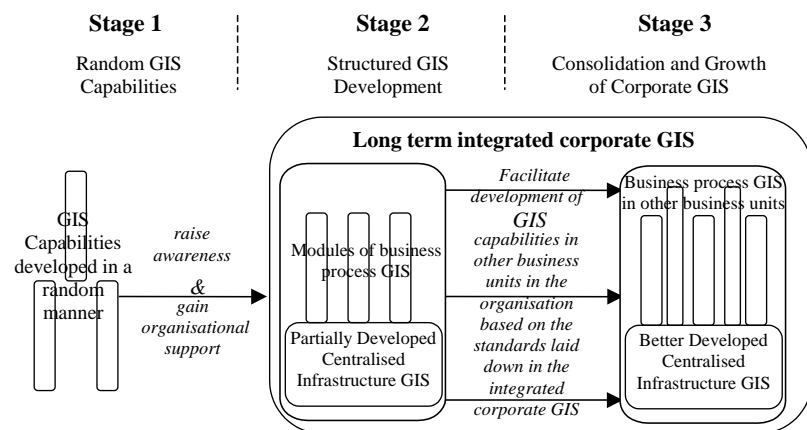 Stage 1
Random GIS
Capabilities
Stage 2
Structured GIS
Development
Stage 3
Consolidation and Growth
of Corporate GIS
Long term integrated corporate GIS
GIS
Capabilities
developed in a
random
manner
raise
awareness
&
gain
organisational
support
Modules of business
process GIS
Partially Developed
Centralised
Infrastructure GIS
Facilitate
development of
GIS
capabilities in
other business
units in the
organisation
based on the
standards laid
down in the
integrated
corporate GIS
Business process GIS
in other business units
Better Developed
Centralised
Infrastructure GIS